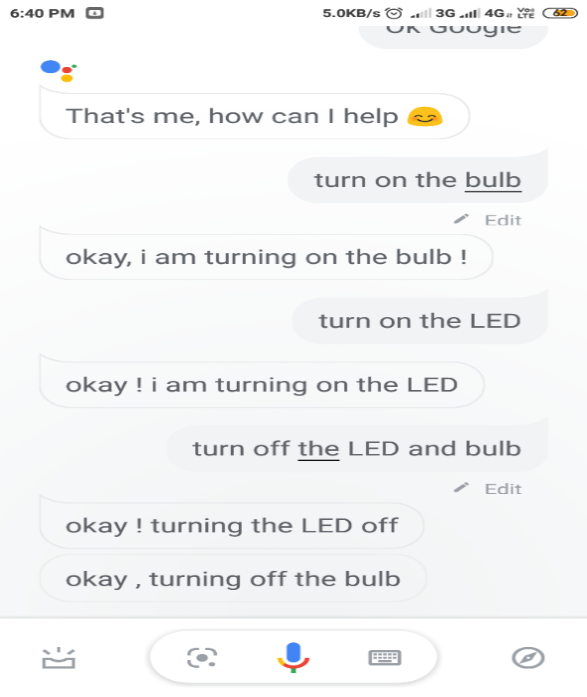 6:40 PM 5.0KB/s 3G 4G Vo LTE 62
OK Google
That's me, how can I help 😊
turn on the bulb
Edit
okay, i am turning on the bulb !
turn on the LED
okay ! i am turning on the LED
turn off the LED and bulb
Edit
okay ! turning the LED off
okay , turning off the bulb